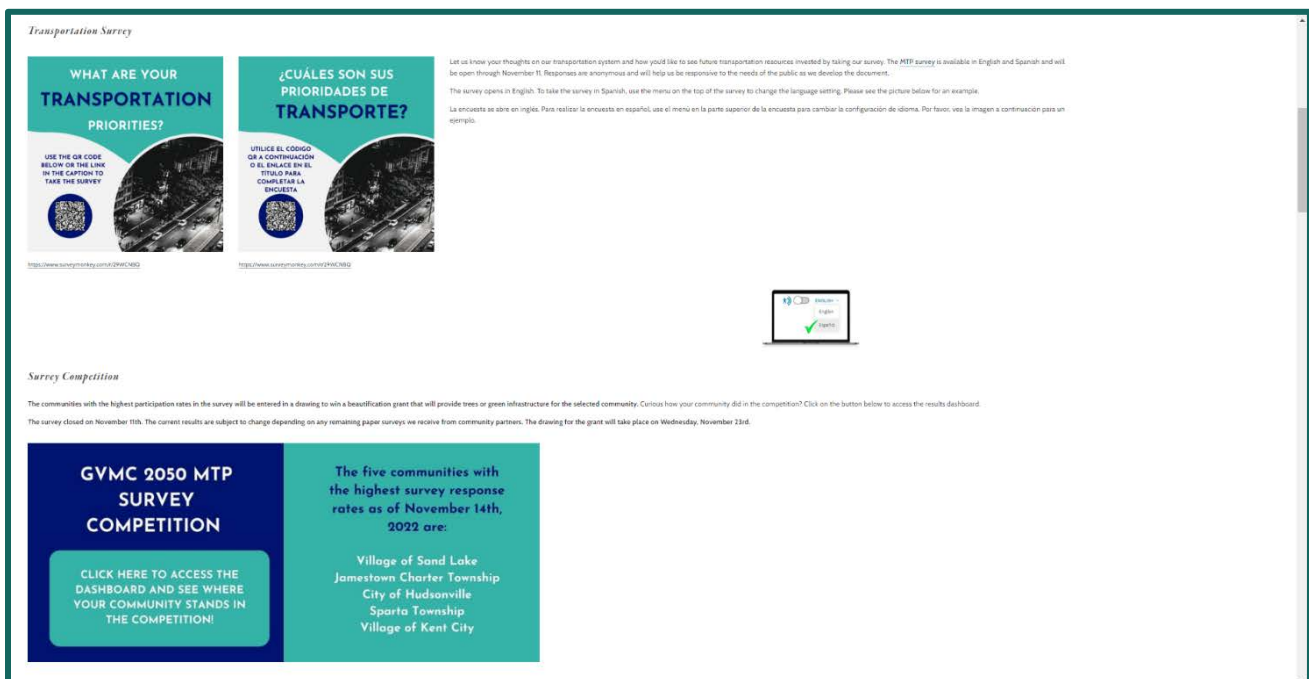 Transportation Survey
WHAT ARE YOUR
TRANSPORTATION
PRIORITIES?
USE THE QR CODE
BELOW OR THE LINK
IN THE CAPTION TO
TAKE THE SURVEY
¿CUÁLES SON SUS
PRIORIDADES DE
TRANSPORTE?
UTILICE EL CÓDIGO
QR A CONTINUACIÓN
O EL ENLACE EN EL
TÍTULO PARA
COMPLETAR LA
ENCUESTA
Let us know your thoughts on our transportation system and how you'd like to see future transportation resources invested by taking our survey. The MTP survey is available in English and Spanish and will
be open through November 11. Responses are anonymous and will help us be responsive to the needs of the public as we develop the document.
The survey opens in English. To take the survey in Spanish, use the menu on the top of the survey to change the language setting. Please see the picture below for an example.
La encuesta se abre en inglés. Para realizar la encuesta en español, use el menú en la parte superior de la encuesta para cambiar la configuración de idioma. Por favor, vea la imagen a continuación para un
ejemplo.
https://www.surveymonkey.com/r/29WCNBQ
https://www.surveymonkey.com/r/29WCNBQ
ENGLISH
English
Español
Survey Competition
The communities with the highest participation rates in the survey will be entered in a drawing to win a beautification grant that will provide trees or green infrastructure for the selected community. Curious how your community did in the competition? Click on the button below to access the results dashboard.
The survey closed on November 11th. The current results are subject to change depending on any remaining paper surveys we receive from community partners. The drawing for the grant will take place on Wednesday, November 23rd.
GVMC 2050 MTP
SURVEY
COMPETITION
CLICK HERE TO ACCESS THE
DASHBOARD AND SEE WHERE
YOUR COMMUNITY STANDS IN
THE COMPETITION!
The five communities with
the highest survey response
rates as of November 14th,
2022 are:
Village of Sand Lake
Jamestown Charter Township
City of Hudsonville
Sparta Township
Village of Kent City